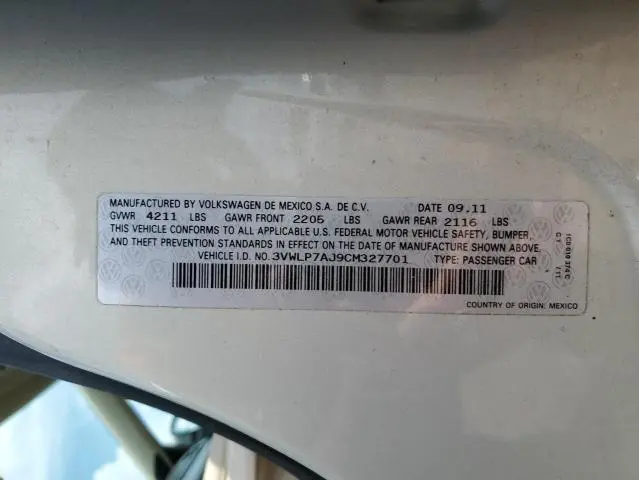 MANUFACTURED BY VOLKSWAGEN DE MEXICO S.A. DE C.V. DATE 09.11
GVWR 4211 LBS GAWR FRONT 2205 LBS GAWR REAR 2116 LBS
THIS VEHICLE CONFORMS TO ALL APPLICABLE U.S. FEDERAL MOTOR VEHICLE SAFETY, BUMPER,
AND THEFT PREVENTION STANDARDS IN EFFECT ON THE DATE OF MANUFACTURE SHOWN ABOVE.
VEHICLE I.D. NO. 3VWLP7AJ9CM327701 TYPE: PASSENGER CAR
COUNTRY OF ORIGIN: MEXICO